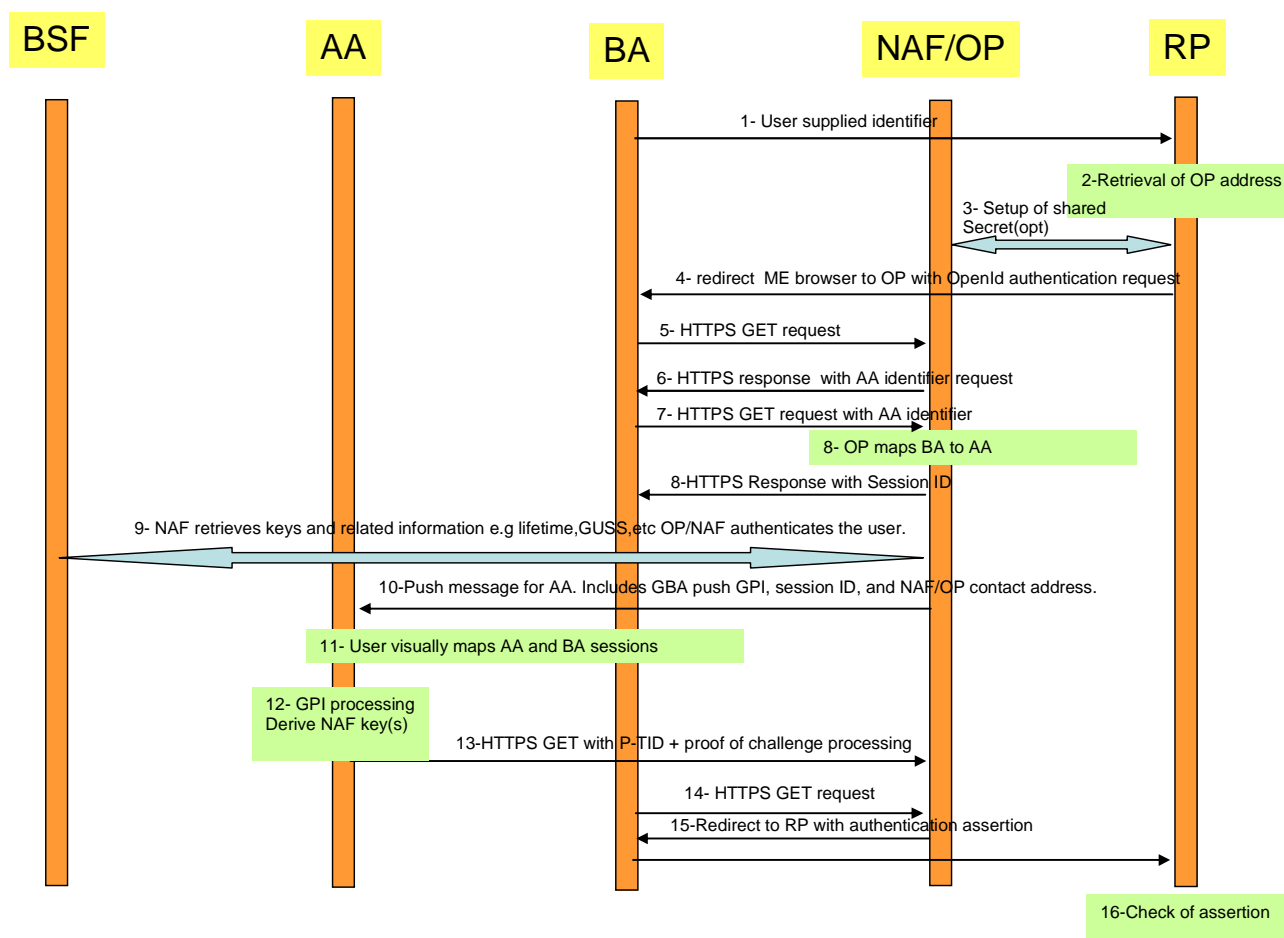 BSF
AA
BA
NAF/OP
RP
1- User supplied identifier
2-Retrieval of OP address
3- Setup of shared
Secret(opt)
4- redirect  ME browser to OP with OpenId authentication request
5- HTTPS GET request
6- HTTPS response  with AA identifier request
7- HTTPS GET request with AA identifier
8- OP maps BA to AA
8-HTTPS Response with Session ID
9- NAF retrieves keys and related information e.g lifetime,GUSS,etc OP/NAF authenticates the user.
10-Push message for AA. Includes GBA push GPI, session ID, and NAF/OP contact address.
11- User visually maps AA and BA sessions
12- GPI processing
Derive NAF key(s)
13-HTTPS GET with P-TID + proof of challenge processing
14- HTTPS GET request
15-Redirect to RP with authentication assertion
16-Check of assertion